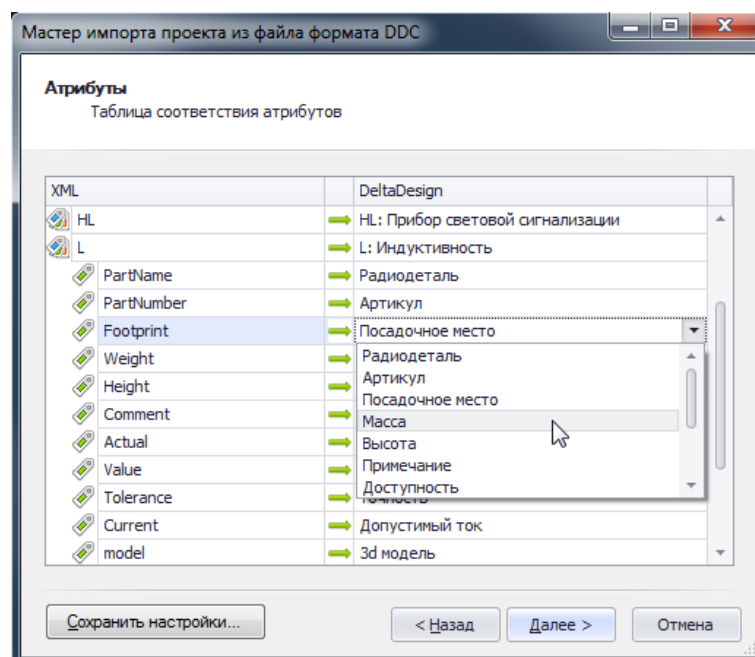 Мастер импорта проекта из файла формата DDC
Атрибуты
Таблица соответствия атрибутов
XML DeltaDesign
HL HL: Прибор световой сигнализации
L L: Индуктивность
PartName Радиодеталь
PartNumber Артикул
Footprint Посадочное место
Weight Радиодеталь
Height Артикул
Посадочное место
Comment Масса
Actual Высота
Value Примечание
Tolerance Доступность
Точность
Current Допустимый ток
model 3d модель
Сохранить настройки... < Назад Далее > Отмена